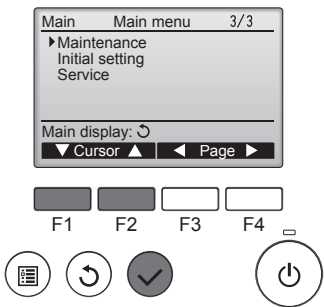 Main Main menu 3/3
Maintenance
Initial setting
Service
Main display:
Cursor Page
F1 F2 F3 F4